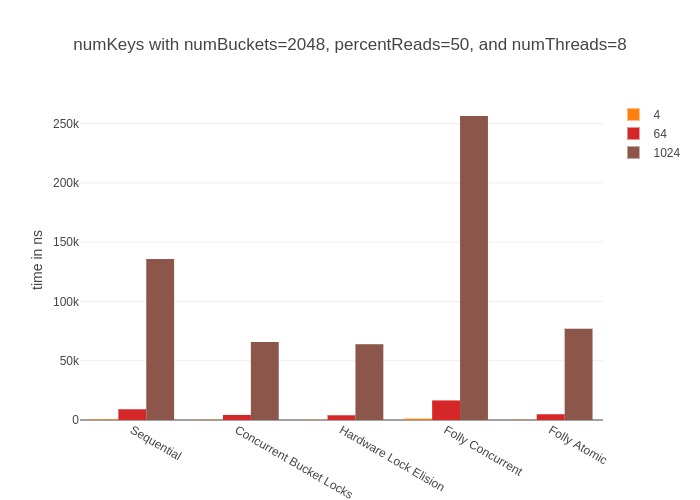 numKeys with numBuckets=2048, percentReads=50, and numThreads=8
4
64
1024
time in ns
250k
200k
150k
100k
50k
0
Sequential
Concurrent Bucket Locks
Hardware Lock Elision
Folly Concurrent
Folly Atomic